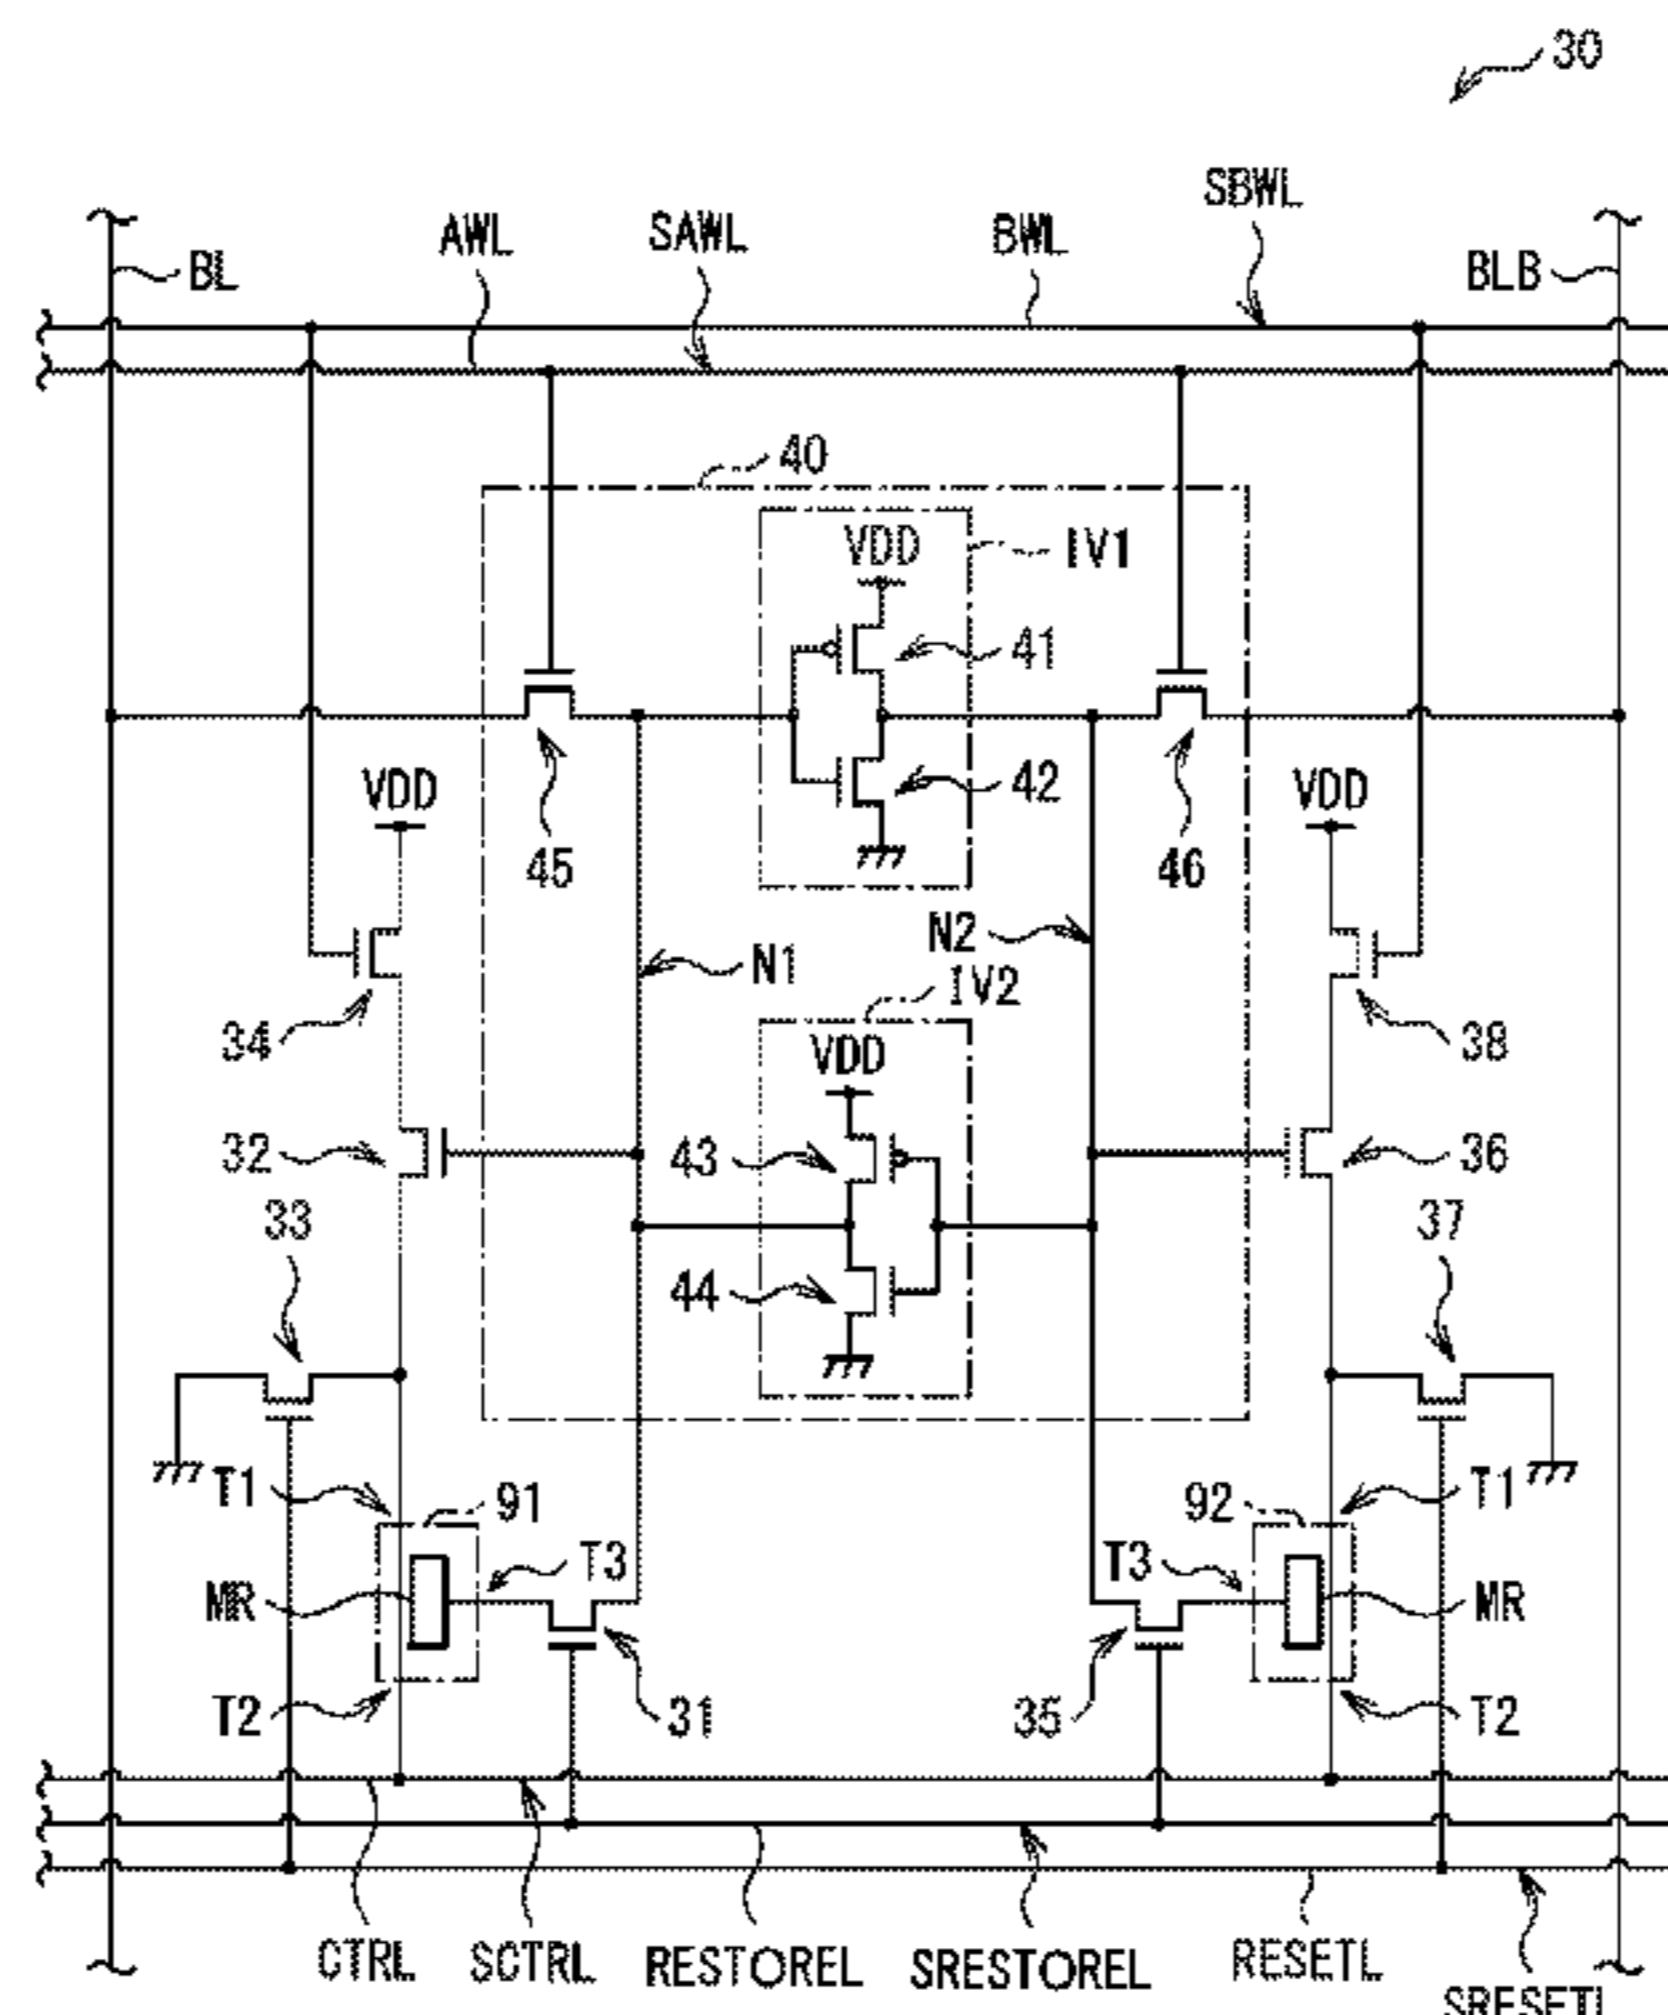 30
SBWL
AWL
SAWL
BWL
BL
BLB
40
VDD
IV1
41
VDD
42
VDD
45
46
N2
N1
IV2
34
VDD
38
32
43
36
33
37
44
T1
91
92
T1
T3
T3
MR
MR
T2
31
35
T2
CTRL
SCTRL
RESTOREL
SRESTOREL
RESETL
SRESETL